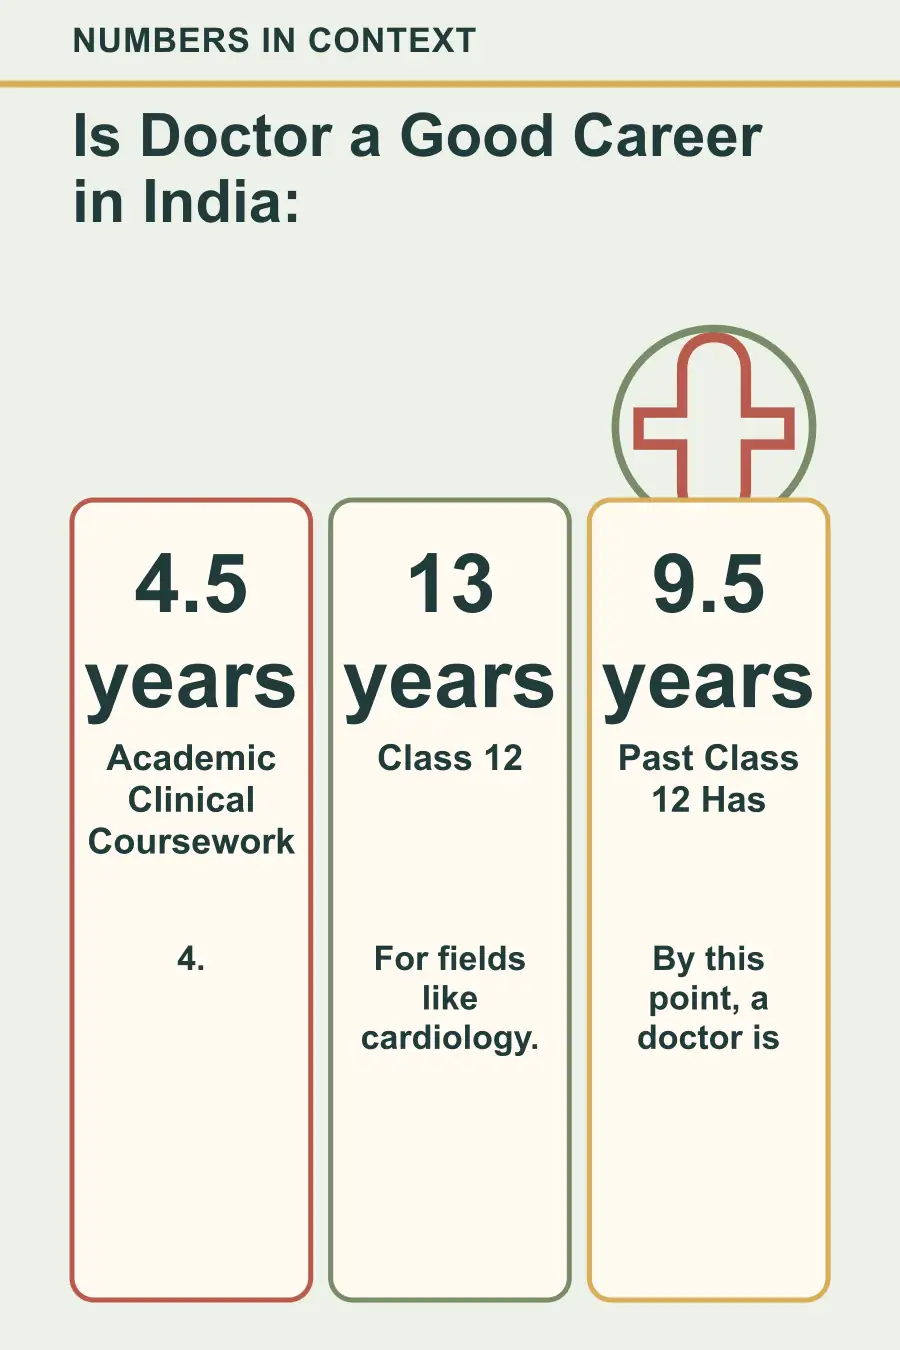 NUMBERS IN CONTEXT
Is Doctor a Good Career
in India:
4.5
years
Academic
Clinical
Coursework
4.
13
years
Class 12
For fields
like
cardiology.
9.5
years
Past Class
12 Has
By this
point, a
doctor is